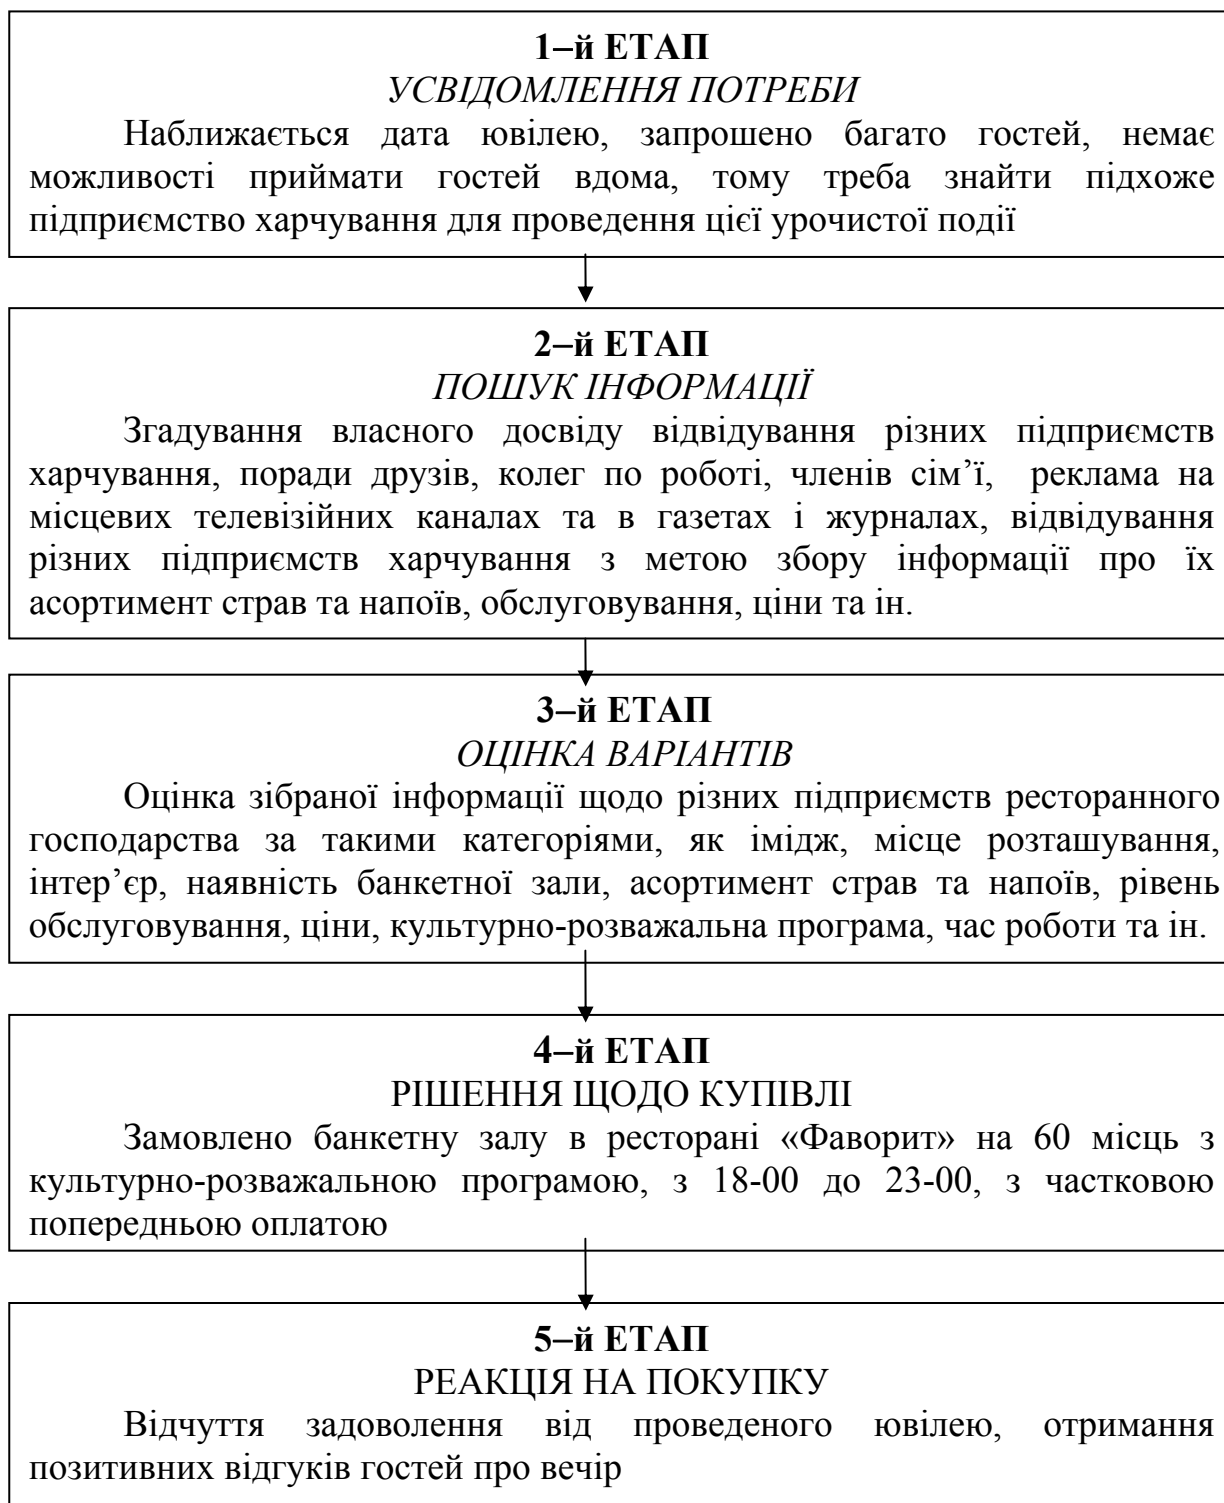 1–й ЕТАП
УСВІДОМЛЕННЯ ПОТРЕБИ
Наближається дата ювілею, запрошено багато гостей, немає
можливості приймати гостей вдома, тому треба знайти підхоже
підприємство харчування для проведення цієї урочистої події
2–й ЕТАП
ПОШУК ІНФОРМАЦІЇ
Згадування власного досвіду відвідування різних підприємств
харчування, поради друзів, колег по роботі, членів сім’ї, реклама на
місцевих телевізійних каналах та в газетах і журналах, відвідування
різних підприємств харчування з метою збору інформації про їх
асортимент страв та напоїв, обслуговування, ціни та ін.
3–й ЕТАП
ОЦІНКА ВАРІАНТІВ
Оцінка зібраної інформації щодо різних підприємств ресторанного
господарства за такими категоріями, як імідж, місце розташування,
інтер’єр, наявність банкетної зали, асортимент страв та напоїв, рівень
обслуговування, ціни, культурно-розважальна програма, час роботи та ін.
4–й ЕТАП
РІШЕННЯ ЩОДО КУПІВЛІ
Замовлено банкетну залу в ресторані «Фаворит» на 60 місць з
культурно-розважальною програмою, з 18-00 до 23-00, з частковою
попередньою оплатою
5–й ЕТАП
РЕАКЦІЯ НА ПОКУПКУ
Відчуття задоволення від проведеного ювілею, отримання
позитивних відгуків гостей про вечір